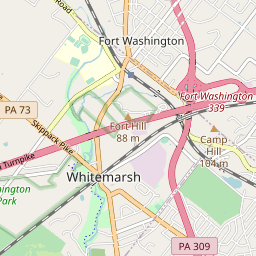 Fort Washington
Fort Washington
339
PA 73
Skippack Pike
Fort Hill
88 m
Camp
Hill
104 m
Turnpike
Whitemarsh
ington
Park
PA 309